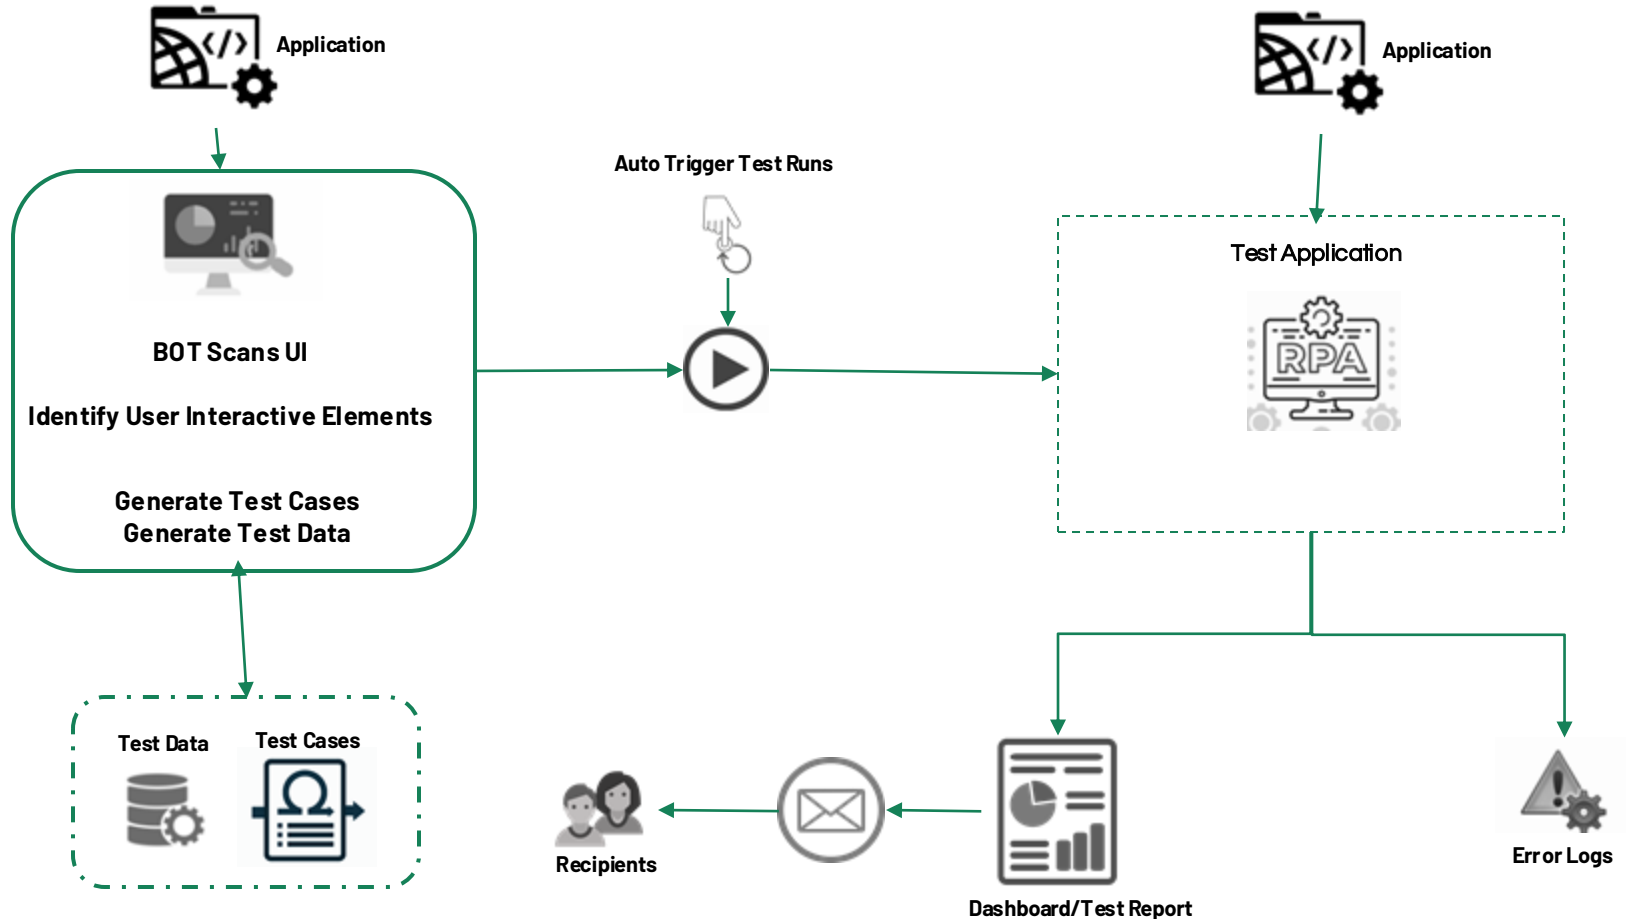 Application
Application
</>
</>
Auto Trigger Test Runs
BOT Scans UI
Identify User Interactive Elements
Generate Test Cases
Generate Test Data
Test Application
RPA
Test Data
Test Cases
Recipients
Dashboard/Test Report
Error Logs